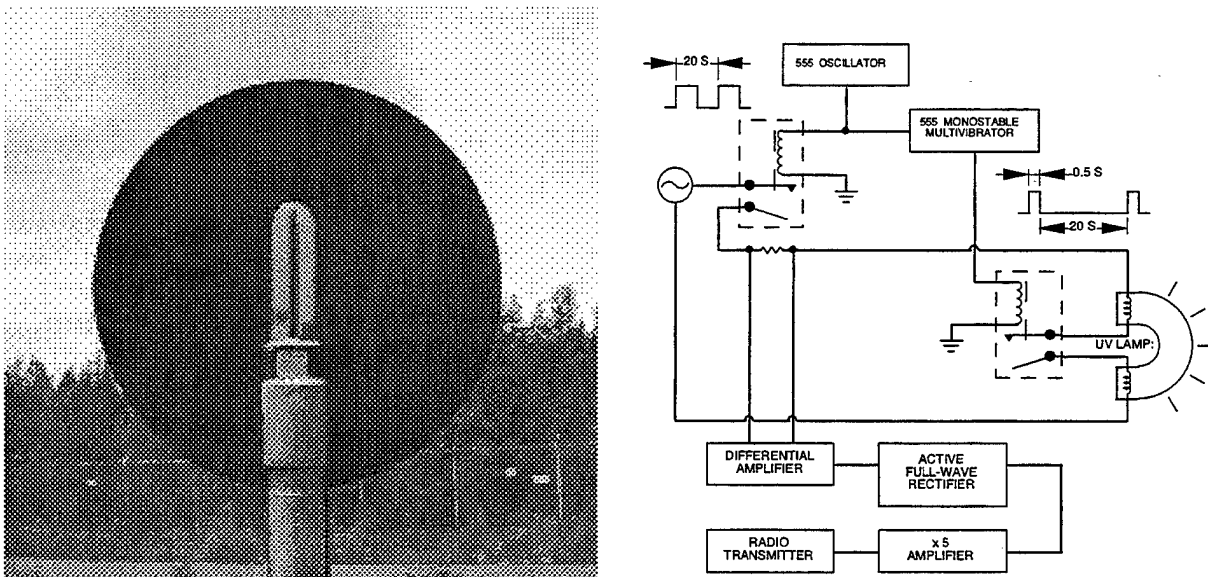 20 S
555 OSCILLATOR
555 MONOSTABLE
MULTIVIBRATOR
0.5 S
20 S
UV LAMP:
DIFFERENTIAL
AMPLIFIER
ACTIVE
FULL-WAVE
RECTIFIER
RADIO
TRANSMITTER
x 5
AMPLIFIER